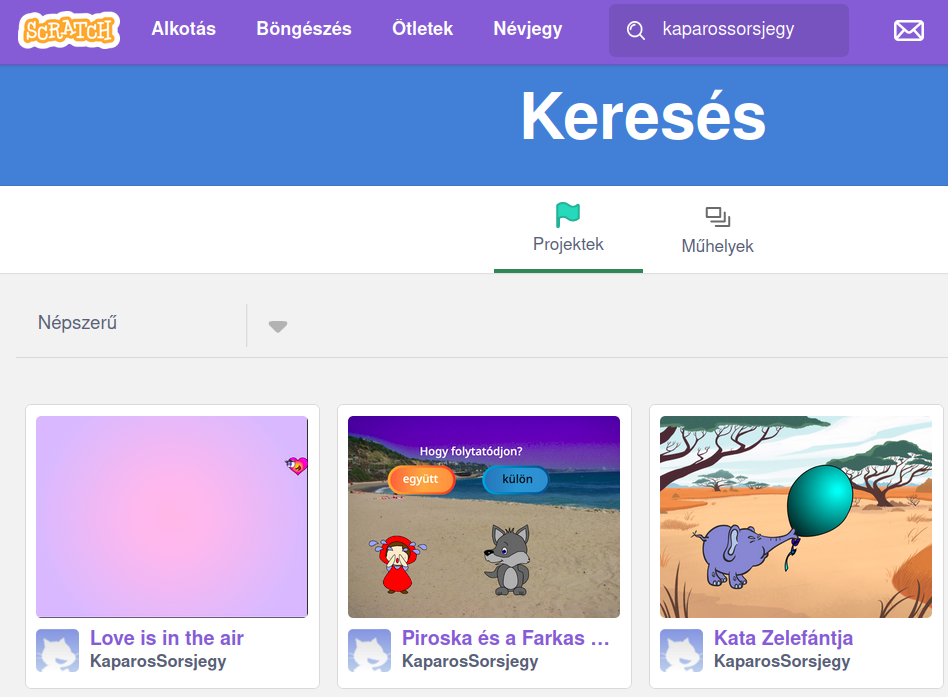 SCRATCH Alkotás Böngészés Ötletek Névjegy kaparossorsjegy
Keresés
Projektek Műhelyek
Népszerű
Hogy folytatódjon?
együtt külön
Love is in the air Piroska és a Farkas ... Kata Zelefántja
KaparosSorsjegy KaparosSorsjegy KaparosSorsjegy